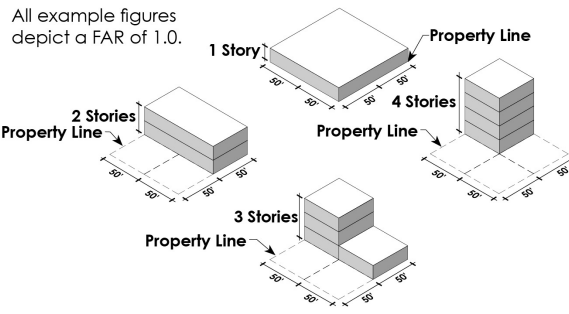 All example figures
depict a FAR of 1.0.
1 Story
Property Line
50'
50'
50'
50'
2 Stories
Property Line
50'
50'
50'
50'
4 Stories
Property Line
50'
50'
50'
50'
3 Stories
Property Line
50'
50'
50'
50'